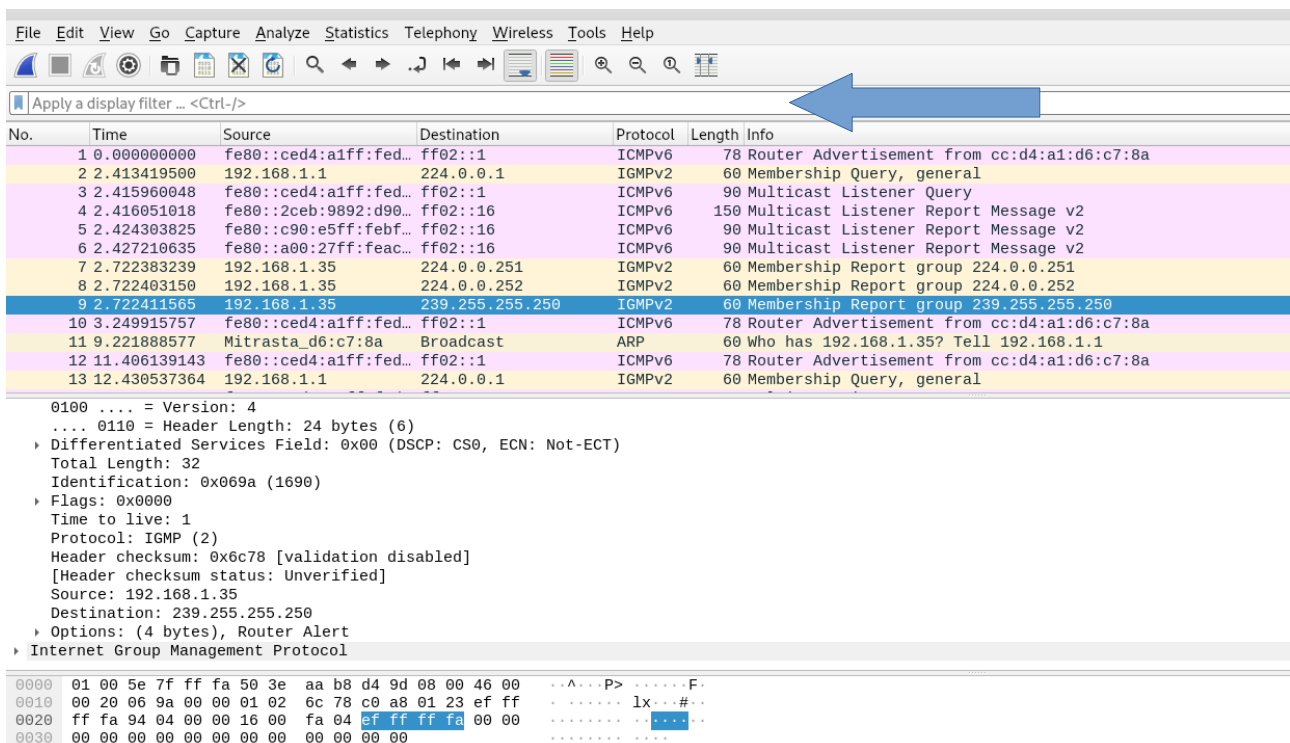 File Edit View Go Capture Analyze Statistics Telephony Wireless Tools Help
Apply a display filter ... <Ctrl-/>
No. Time Source Destination Protocol Length Info
1 0.000000000 fe80::ced4:a1ff:fed… ff02::1 ICMPv6 78 Router Advertisement from cc:d4:a1:d6:c7:8a
2 2.413419500 192.168.1.1 224.0.0.1 IGMPv2 60 Membership Query, general
3 2.415960048 fe80::ced4:a1ff:fed… ff02::1 ICMPv6 90 Multicast Listener Query
4 2.416051018 fe80::2ceb:9892:d90… ff02::16 ICMPv6 150 Multicast Listener Report Message v2
5 2.424303825 fe80::c90:e5ff:febf… ff02::16 ICMPv6 90 Multicast Listener Report Message v2
6 2.427210635 fe80::a00:27ff:feac… ff02::16 ICMPv6 90 Multicast Listener Report Message v2
7 2.722383239 192.168.1.35 224.0.0.251 IGMPv2 60 Membership Report group 224.0.0.251
8 2.722403150 192.168.1.35 224.0.0.252 IGMPv2 60 Membership Report group 224.0.0.252
9 2.722411565 192.168.1.35 239.255.255.250 IGMPv2 60 Membership Report group 239.255.255.250
10 3.249915757 fe80::ced4:a1ff:fed… ff02::1 ICMPv6 78 Router Advertisement from cc:d4:a1:d6:c7:8a
11 9.221888577 Mitrasta_d6:c7:8a Broadcast ARP 60 Who has 192.168.1.35? Tell 192.168.1.1
12 11.406139143 fe80::ced4:a1ff:fed… ff02::1 ICMPv6 78 Router Advertisement from cc:d4:a1:d6:c7:8a
13 12.430537364 192.168.1.1 224.0.0.1 IGMPv2 60 Membership Query, general
0100 .... = Version: 4
.... 0110 = Header Length: 24 bytes (6)
Differentiated Services Field: 0x00 (DSCP: CS0, ECN: Not-ECT)
Total Length: 32
Identification: 0x069a (1690)
Flags: 0x0000
Time to live: 1
Protocol: IGMP (2)
Header checksum: 0x6c78 [validation disabled]
[Header checksum status: Unverified]
Source: 192.168.1.35
Destination: 239.255.255.250
Options: (4 bytes), Router Alert
Internet Group Management Protocol
0000 01 00 5e 7f ff fa 50 3e aa b8 d4 9d 08 00 46 00 ··^···P> ······F·
0010 00 20 06 9a 00 00 01 02 6c 78 c0 a8 01 23 ef ff · ······ lx···#··
0020 ff fa 94 04 00 00 16 00 fa 04 ef ff ff fa 00 00 ········ ········
0030 00 00 00 00 00 00 00 00 00 00 00 00 ········ ····